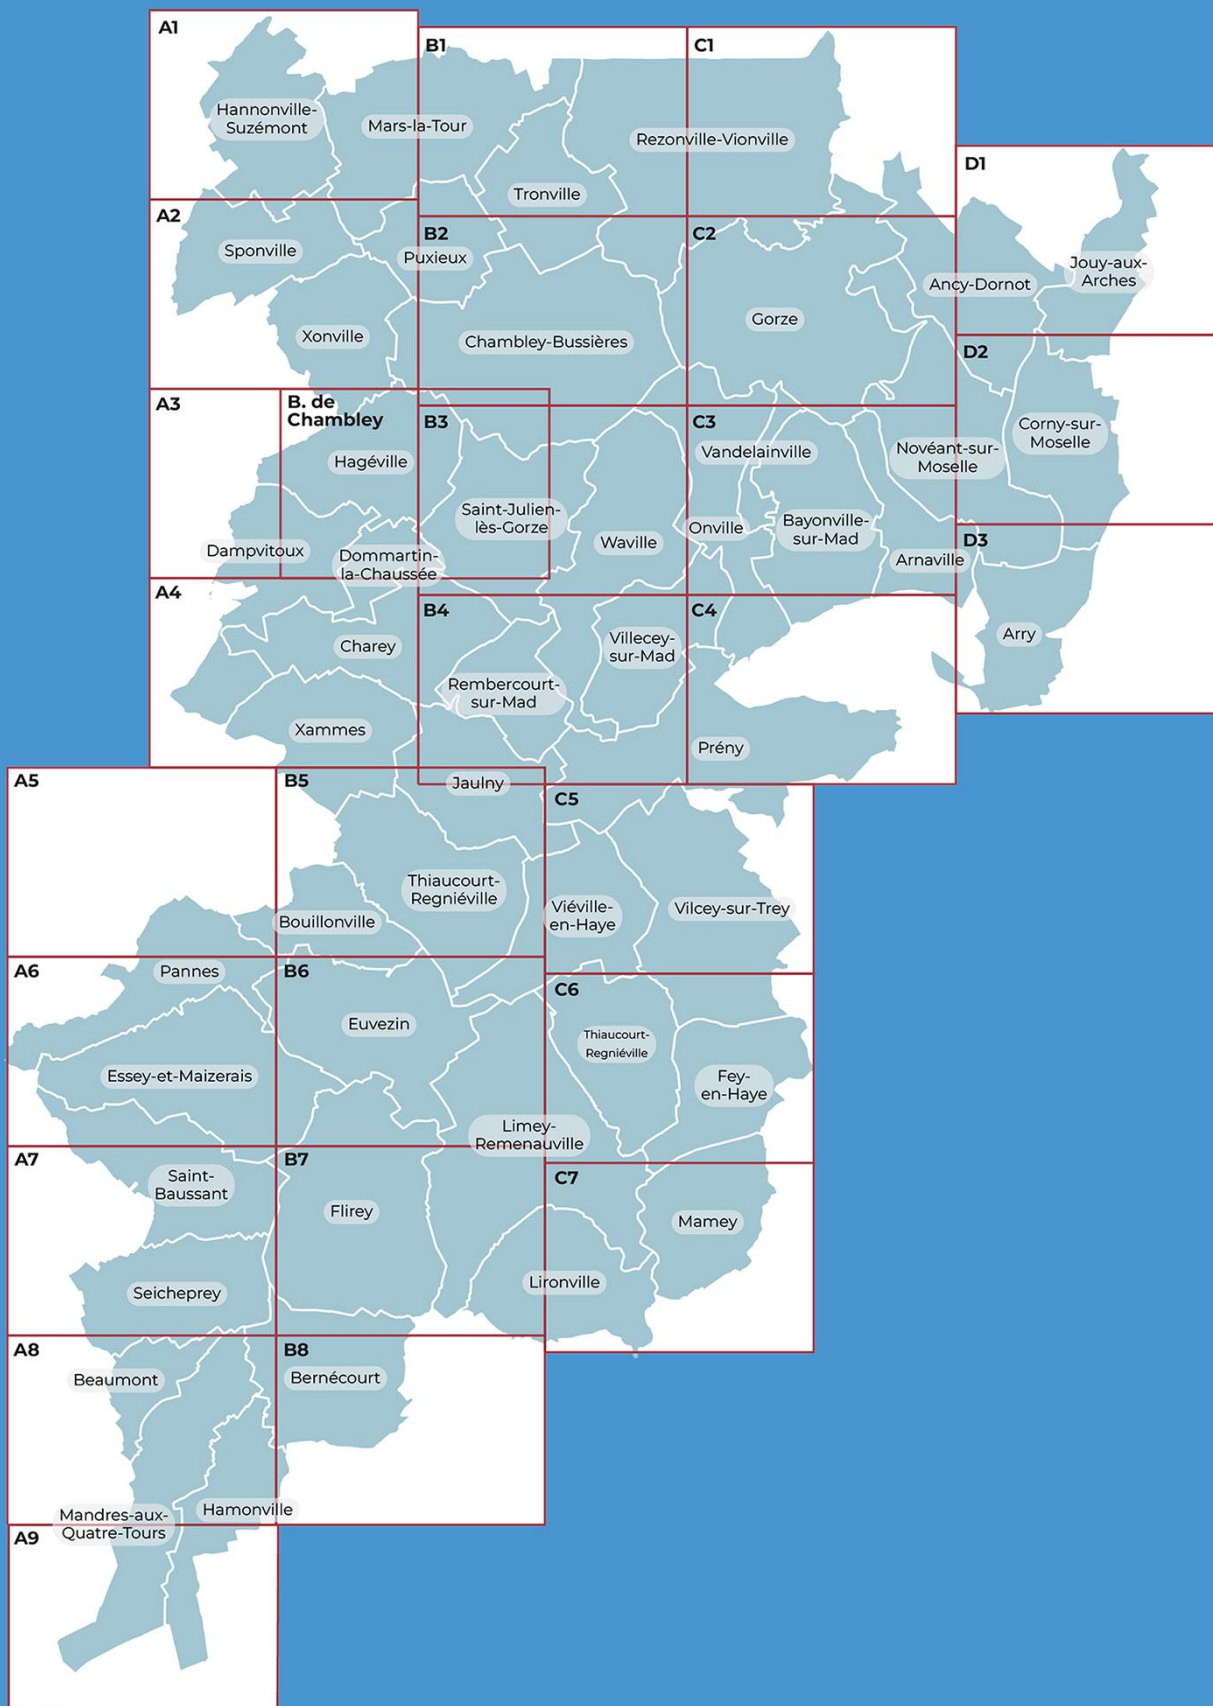 A1
B1
C1
Hannonville-
Suzémont
Mars-la-Tour
Rezonville-Vionville
D1
Tronville
A2
Sponville
B2
Puxieux
C2
Ancy-Dornot
Jouy-aux-
Arches
Xonville
Chambley-Bussières
Gorze
D2
A3
B. de
Chambley
B3
C3
Hagéville
Vandelainville
Novéant-sur-
Moselle
Corny-sur-
Moselle
Saint-Julien-
lès-Gorze
Waville
Onville
Bayonville-
sur-Mad
Dampvitoux
Dommartin-
la-Chaussée
Arnaville
D3
A4
B4
C4
Charey
Villecey-
sur-Mad
Arry
Rembercourt-
sur-Mad
Xammes
Prény
A5
B5
Jaulny
C5
Thiaucourt-
Regniéville
Bouillonville
Viéville-
en-Haye
Vilcey-sur-Trey
A6
Pannes
B6
C6
Euvezin
Thiaucourt-
Regniéville
Essey-et-Maizerais
Fey-
en-Haye
Limey-
Remenauville
A7
B7
C7
Saint-
Baussant
Flirey
Mamey
Seicheprey
Lironville
A8
B8
Beaumont
Bernécourt
Hamonville
Mandres-aux-
Quatre-Tours
A9